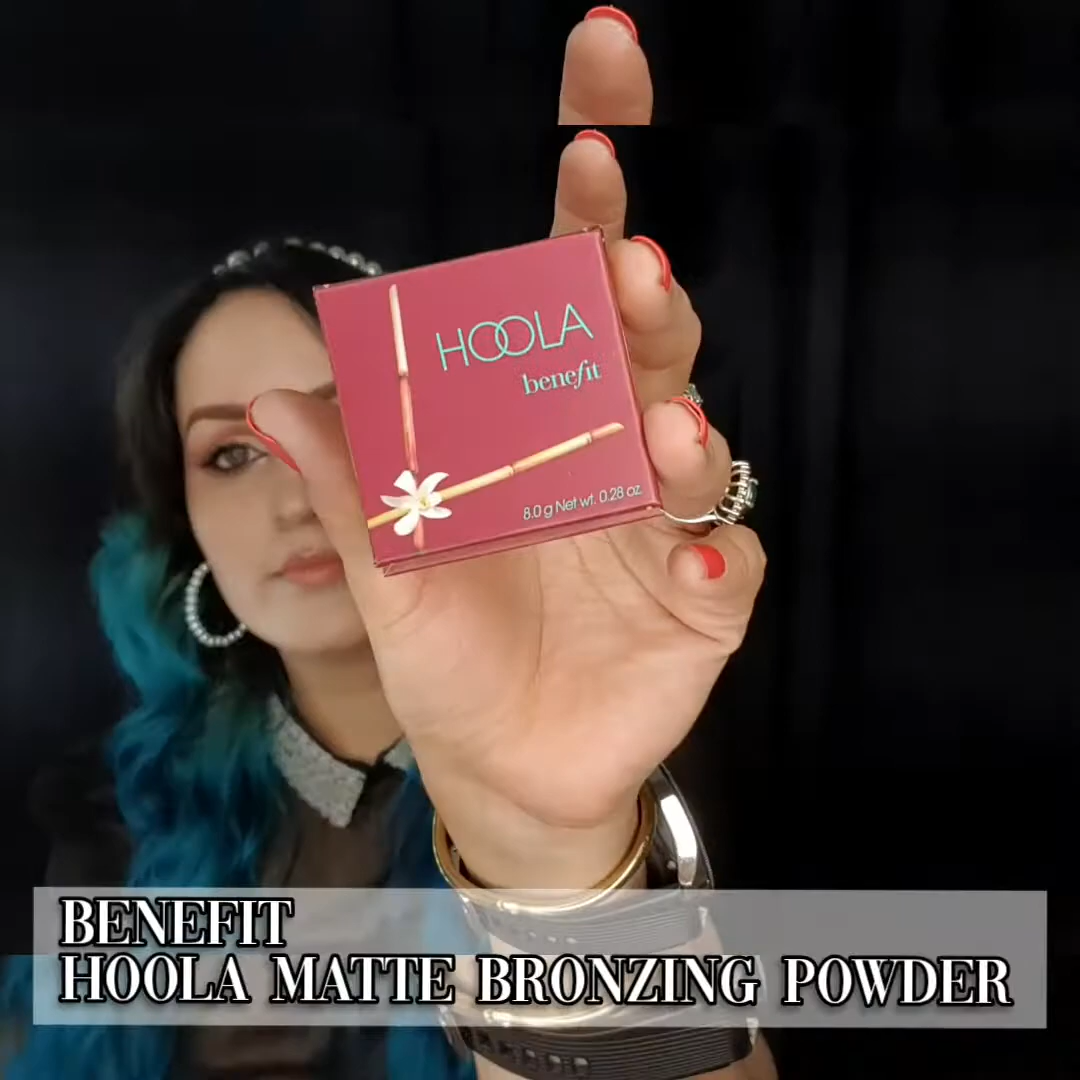 HOOLA
benefit
8.0 g Net wt. 0.28 oz.
BENEFIT
HOOLA MATTE BRONZING POWDER